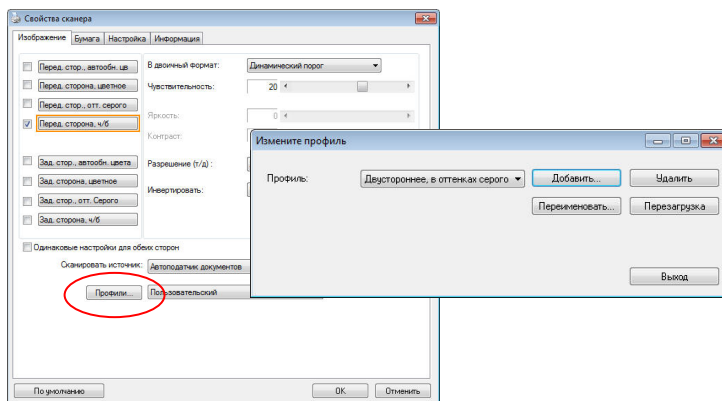 Свойства сканера
Изображение Бумага Настройка Информация
Перед. стор., автообн. цв
Перед. сторона, цветное
Перед. стор., отт. серого
Перед. сторона, ч/б
Зад. стор., автообн. цвета
Зад. сторона, цветное
Зад. стор., отт. Серого
Зад. сторона, ч/б
В двоичный формат: Динамический порог
Чувствительность: 20
Яркость: 0
Контраст:
Разрешение (т/д) :
Инвертировать:
Одинаковые настройки для обеих сторон
Сканировать источник: Автоподатчик документов
Профили... Пользовательский
По умолчанию OK Отменить
Измените профиль
Профиль: Двустороннее, в оттенках серого Добавить... Удалить
Переименовать... Перезагрузка
Выход